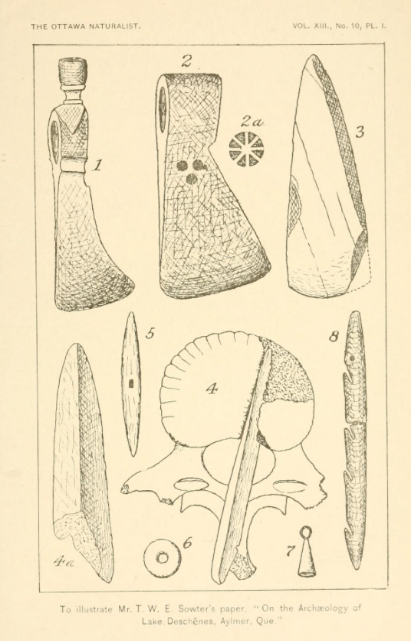 THE OTTAWA NATURALIST. VOL. XIII., No. 10, PL. I.
1
2
2a
3
4
4a
5
6
7
8
To illustrate Mr. T. W. E. Sowter's paper, "On the Archæology of
Lake Deschênes, Aylmer, Que."